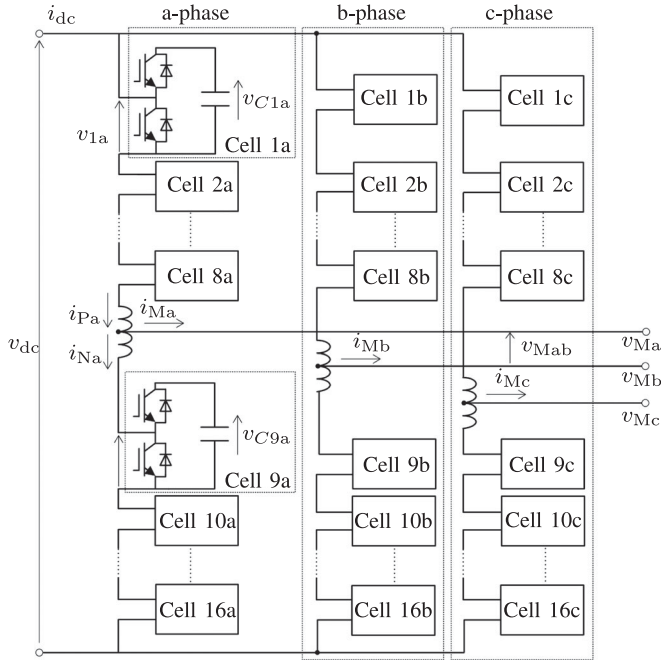 i_dc
a-phase
b-phase
c-phase
v_C1a
v_1a
Cell 1a
Cell 1b
Cell 1c
Cell 2a
Cell 2b
Cell 2c
Cell 8a
Cell 8b
Cell 8c
i_Pa
i_Ma
i_Na
v_dc
i_Mb
v_Mab
v_Ma
i_Mc
v_Mb
v_Mc
v_C9a
Cell 9a
Cell 9b
Cell 9c
Cell 10a
Cell 10b
Cell 10c
Cell 16a
Cell 16b
Cell 16c